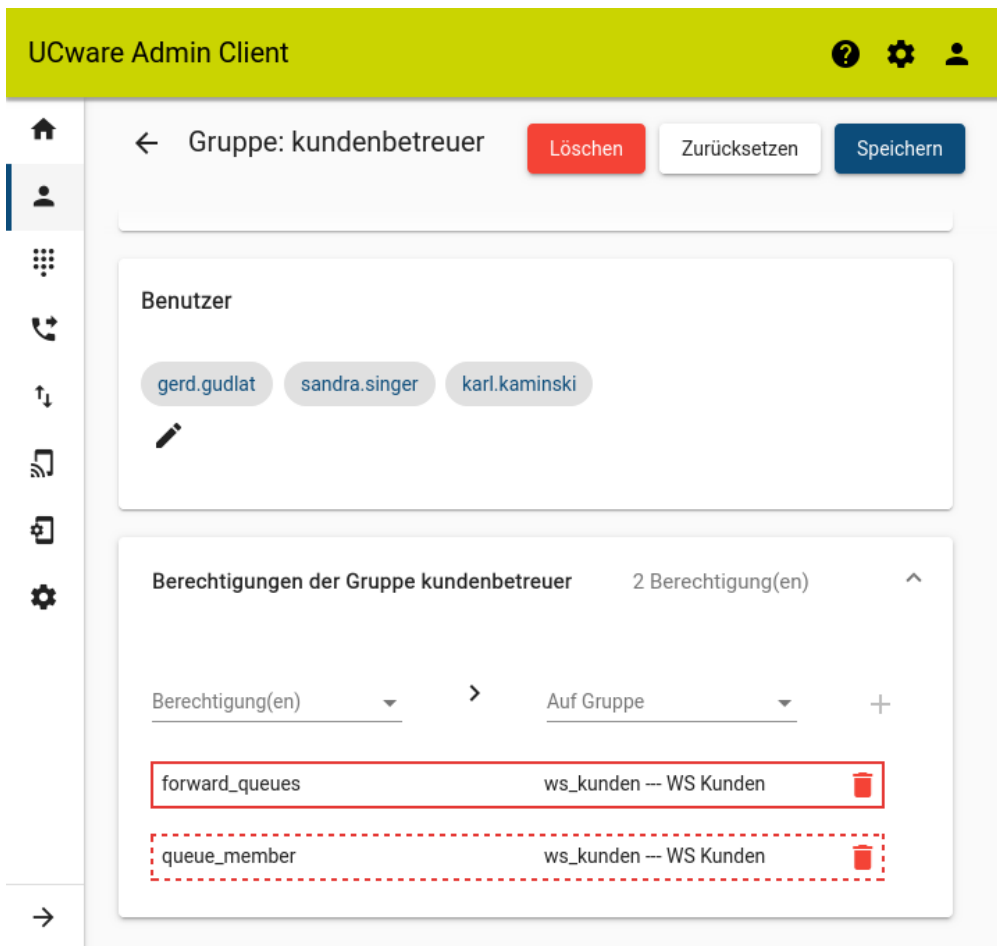 UCware Admin Client
Gruppe: kundenbetreuer
Löschen
Zurücksetzen
Speichern
Benutzer
gerd.gudlat
sandra.singer
karl.kaminski
Berechtigungen der Gruppe kundenbetreuer
2 Berechtigung(en)
Berechtigung(en)
Auf Gruppe
forward_queues
ws_kunden --- WS Kunden
queue_member
ws_kunden --- WS Kunden